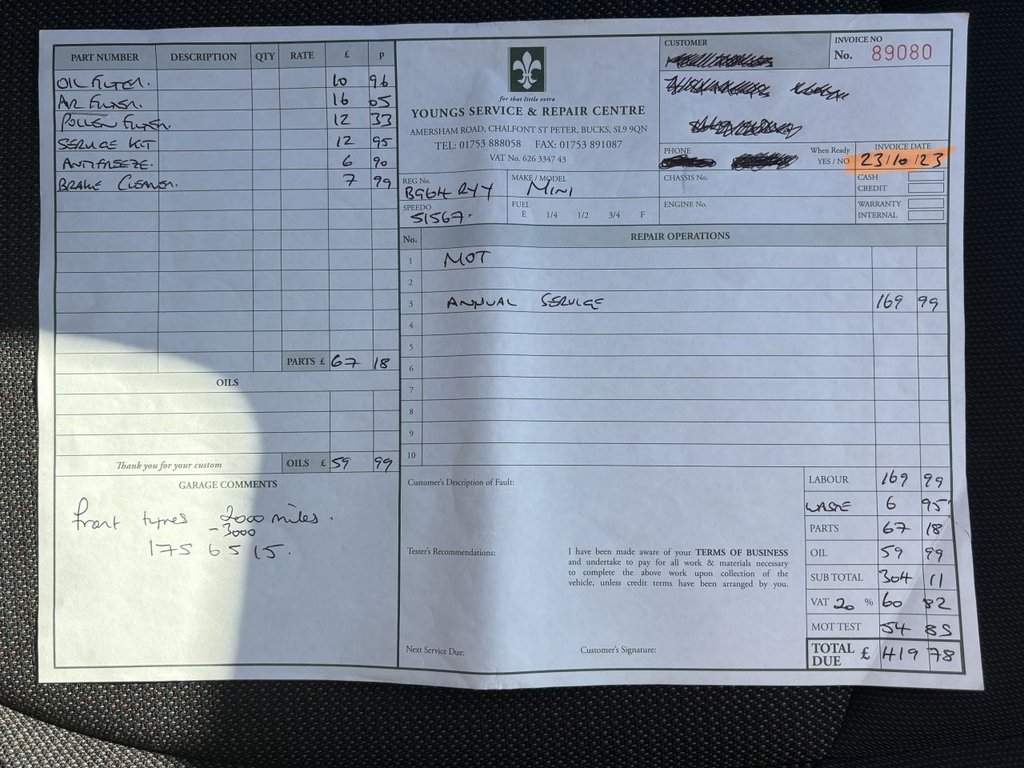 PART NUMBER DESCRIPTION QTY RATE £ P
OIL FILTER. 10 96
AIR FILTER. 16 05
POLLEN FILTER. 12 33
SERVICE KIT 12 95
ANTIFREEZE. 6 90
BRAKE CLEANER. 7 99
PARTS £ 67 18
OILS
Thank you for your custom OILS £ 59 99
GARAGE COMMENTS
front tyres 2000 miles.
- 3000
175 65 15.
for that little extra
YOUNGS SERVICE & REPAIR CENTRE
AMERSHAM ROAD, CHALFONT ST PETER, BUCKS, SL9 9QN
TEL: 01753 888058 FAX: 01753 891087
VAT No. 626 3347 43
CUSTOMER
INVOICE NO
No. 89080
PHONE
When Ready
YES / NO
INVOICE DATE
23/10/23
REG No.
BG64 RYY
MAKE / MODEL
MINI
CHASSIS No.
CASH
CREDIT
SPEEDO
51567.
FUEL
E 1/4 1/2 3/4 F
ENGINE No.
WARRANTY
INTERNAL
No. REPAIR OPERATIONS
1 MOT
2
3 ANNUAL SERVICE 169 99
4
5
6
7
8
9
10
Customer's Description of Fault:
Tester's Recommendations:
I have been made aware of your TERMS OF BUSINESS
and undertake to pay for all work & materials necessary
to complete the above work upon collection of the
vehicle, unless credit terms have been arranged by you.
Next Service Due: Customer's Signature:
LABOUR 169 99
6 95
PARTS 67 18
OIL 59 99
SUB TOTAL 304 11
VAT 20 % 60 82
MOT TEST 54 85
TOTAL DUE £ 419 78